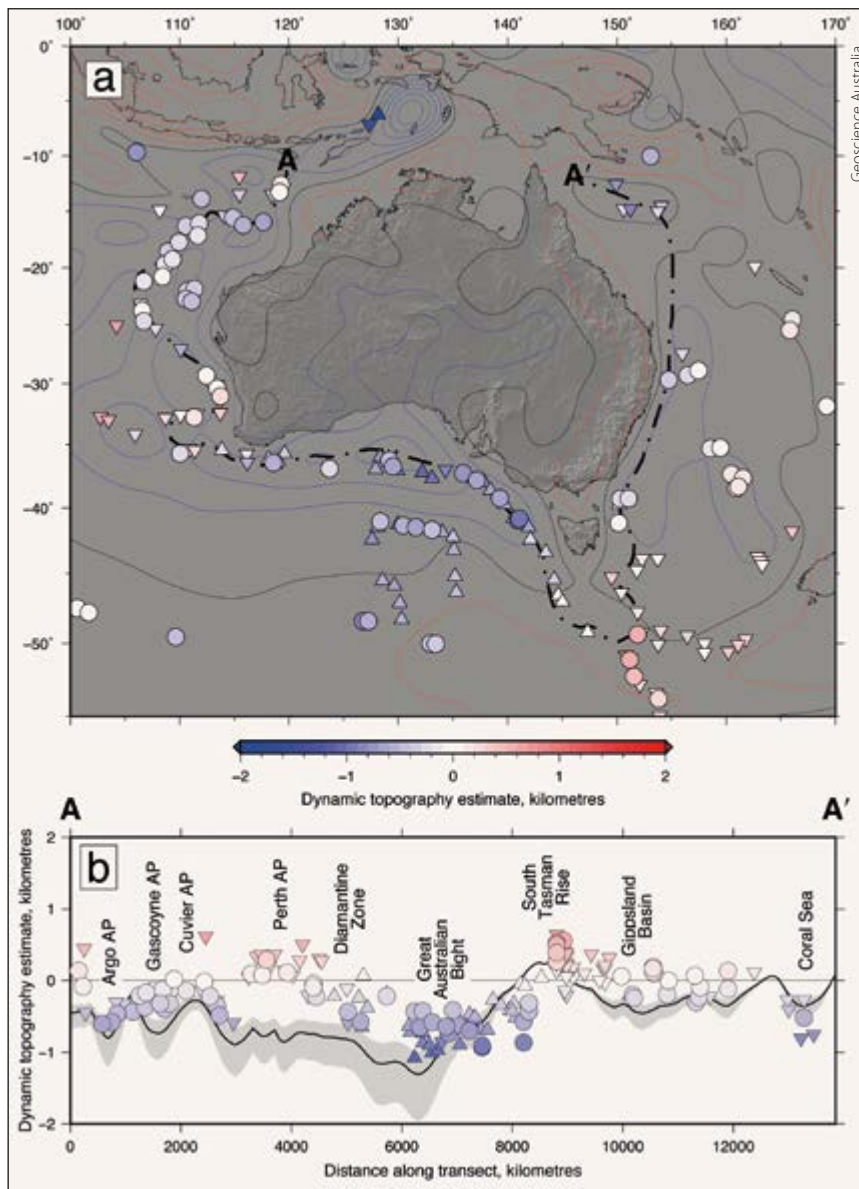 100° 110° 120° 130° 140° 150° 160° 170°
0°
a
Geoscience Australia
−10°
A
A′
−20°
−30°
−40°
−50°
−2 −1 0 1 2
Dynamic topography estimate, kilometres
A A′
b
Dynamic topography estimate, kilometres
2
1
0
−1
−2
Argo AP
Gascoyne AP
Cuvier AP
Perth AP
Diamantine
Zone
Great
Australian
Bight
South
Tasman
Rise
Gippsland
Basin
Coral Sea
0 2000 4000 6000 8000 10000 12000
Distance along transect, kilometres